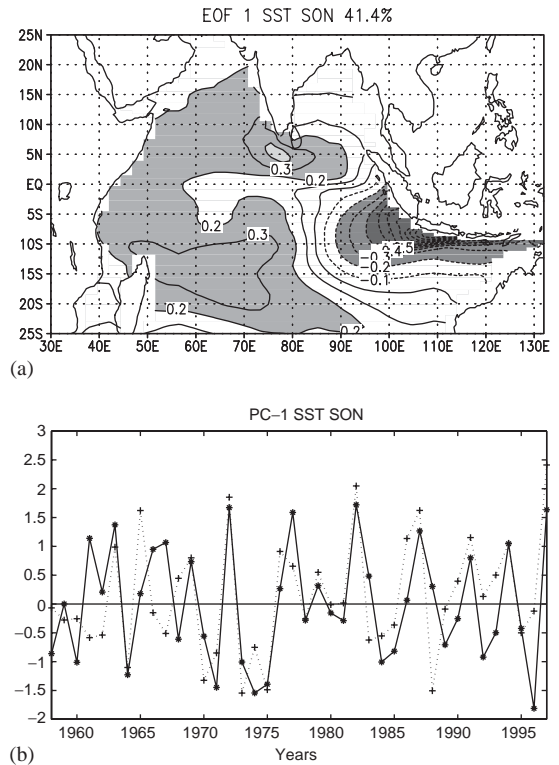 EOF 1 SST SON 41.4%
25N
20N
15N
10N
5N
EQ
5S
10S
15S
20S
25S
0.3
0.2
0.2
0.3
0.2
0.2
-0.3
-0.2
-0.1
30E 40E 50E 60E 70E 80E 90E 100E 110E 120E 130E
(a)
PC-1 SST SON
3
2.5
2
1.5
1
0.5
0
-0.5
-1
-1.5
-2
1960 1965 1970 1975 1980 1985 1990 1995
Years
(b)